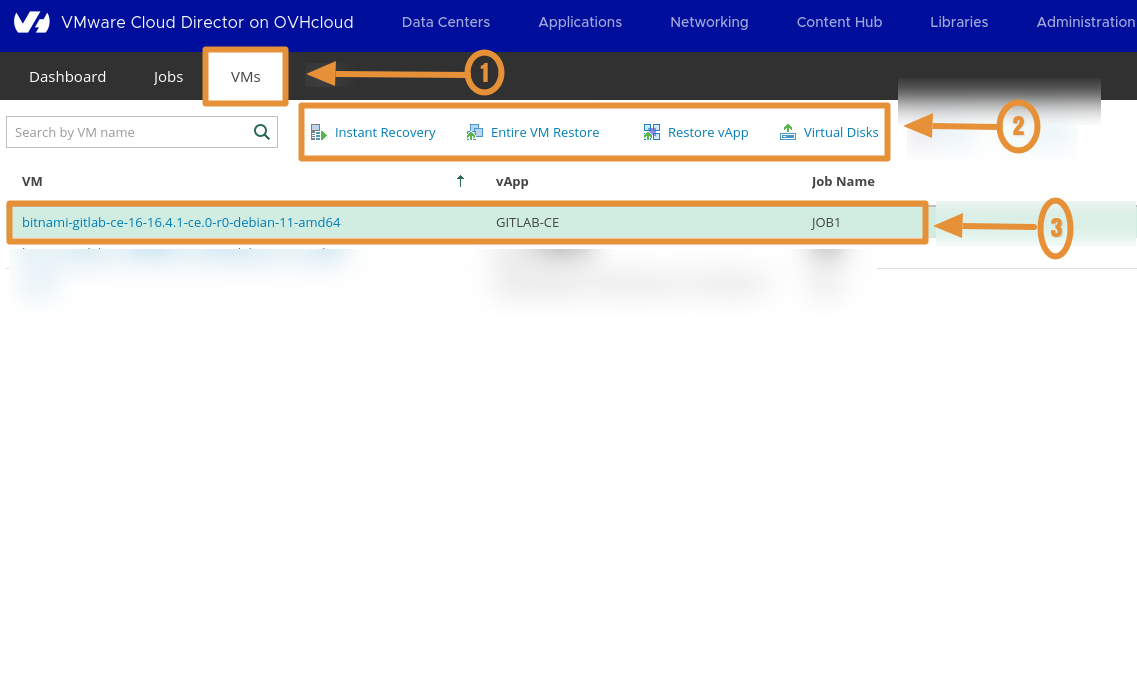 VMware Cloud Director on OVHcloud Data Centers Applications Networking Content Hub Libraries Administration
Dashboard Jobs VMs 1
Search by VM name Instant Recovery Entire VM Restore Restore vApp Virtual Disks 2
VM vApp Job Name
bitnami-gitlab-ce-16-16.4.1-ce.0-r0-debian-11-amd64 GITLAB-CE JOB1 3